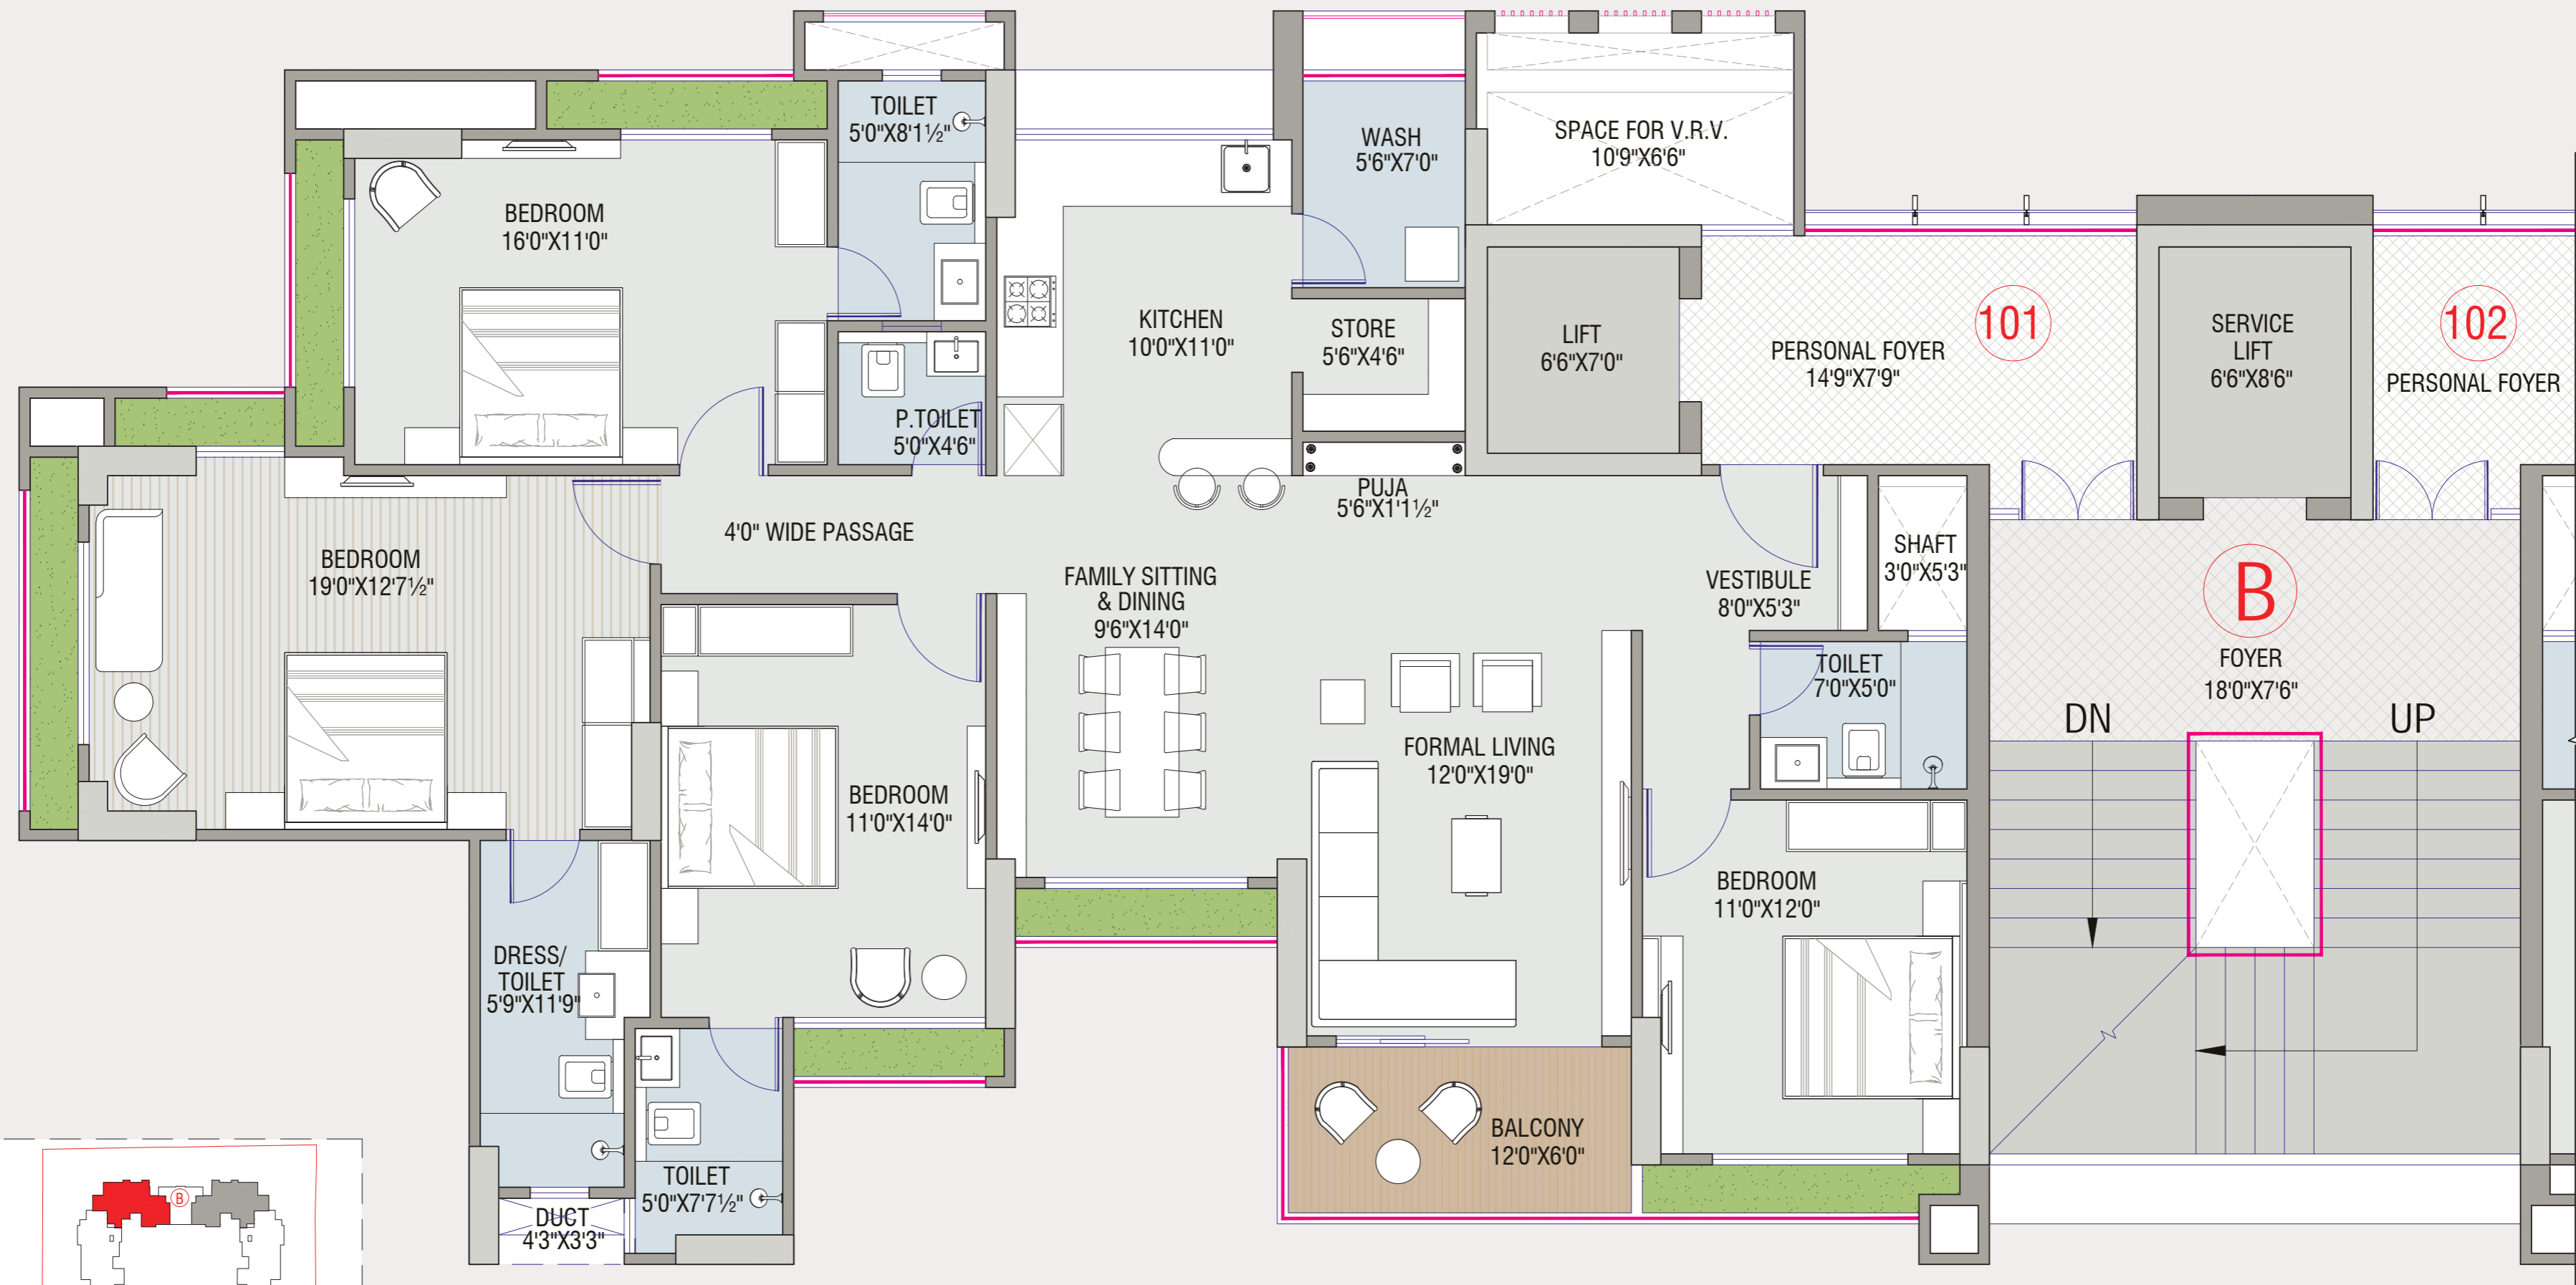 TOILET
5'0"X8'1½"
WASH
5'6"X7'0"
SPACE FOR V.R.V.
10'9"X6'6"
BEDROOM
16'0"X11'0"
KITCHEN
10'0"X11'0"
STORE
5'6"X4'6"
LIFT
6'6"X7'0"
101
PERSONAL FOYER
14'9"X7'9"
SERVICE
LIFT
6'6"X8'6"
102
PERSONAL FOYER
P.TOILET
5'0"X4'6"
PUJA
5'6"X1'1½"
4'0" WIDE PASSAGE
BEDROOM
19'0"X12'7½"
FAMILY SITTING
& DINING
9'6"X14'0"
VESTIBULE
8'0"X5'3"
SHAFT
3'0"X5'3"
B
FOYER
18'0"X7'6"
DN
UP
TOILET
7'0"X5'0"
FORMAL LIVING
12'0"X19'0"
BEDROOM
11'0"X14'0"
BEDROOM
11'0"X12'0"
DRESS/
TOILET
5'9"X11'9"
BALCONY
12'0"X6'0"
TOILET
5'0"X7'7½"
DUCT
4'3"X3'3"
B